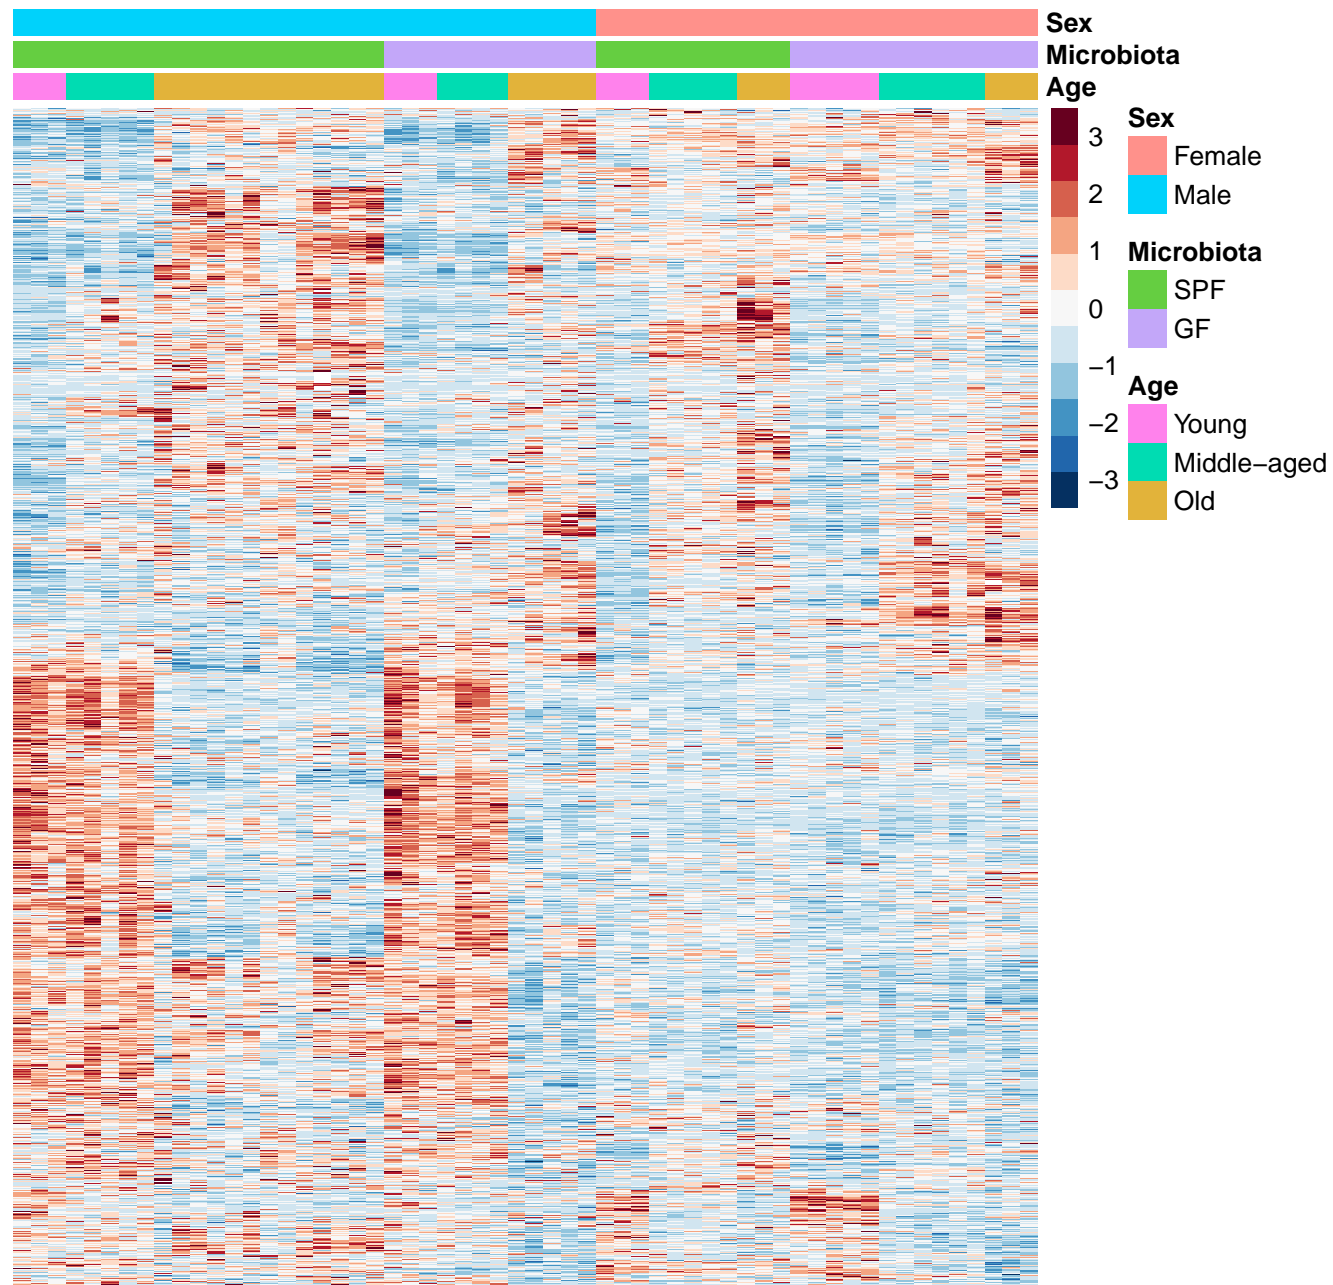 Sex
Microbiota
Age
3
2
1
0
−1
−2
−3
Sex
Female
Male
Microbiota
SPF
GF
Age
Young
Middle−aged
Old